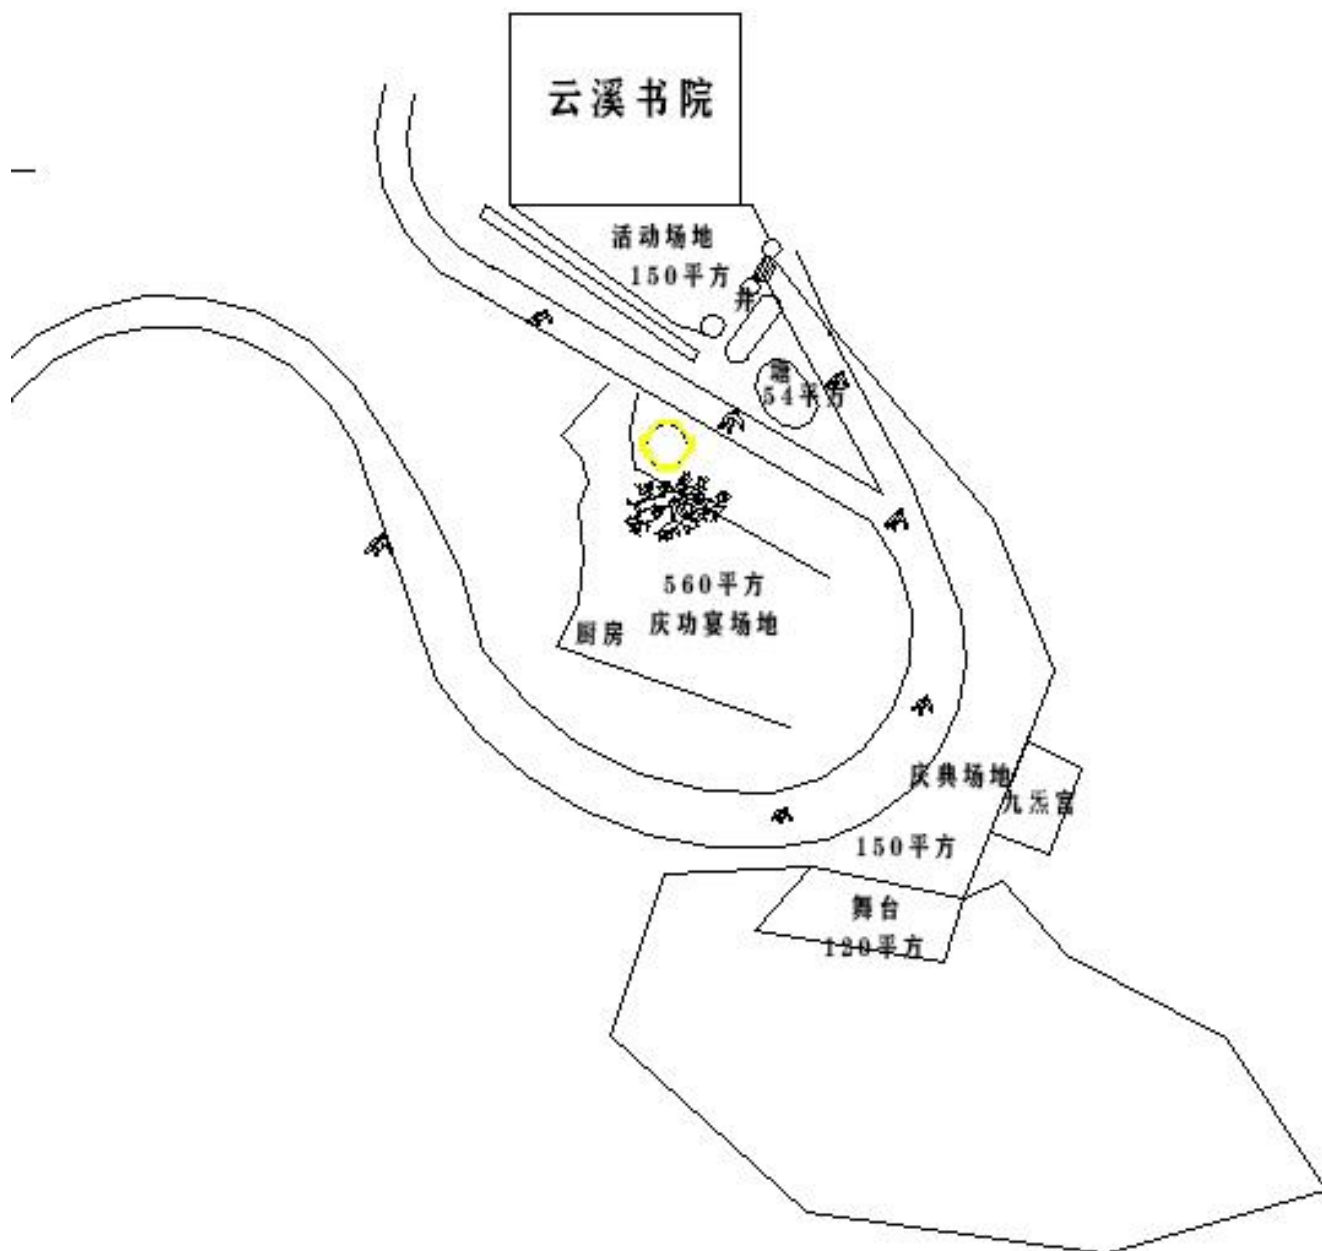 云溪书院
活动场地
150平方
井
塘
54平方
560平方
庆功宴场地
厨房
庆典场地
九炁宫
150平方
舞台
120平方